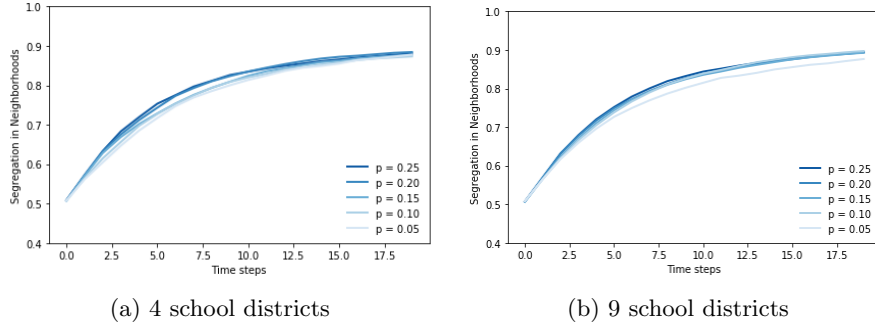 1.0
0.9
0.8
0.7
0.6
0.5
0.4
Segregation in Neighborhoods
p = 0.25
p = 0.20
p = 0.15
p = 0.10
p = 0.05
0.0 2.5 5.0 7.5 10.0 12.5 15.0 17.5
Time steps
(a) 4 school districts
1.0
0.9
0.8
0.7
0.6
0.5
0.4
Segregation in Neighborhoods
p = 0.25
p = 0.20
p = 0.15
p = 0.10
p = 0.05
0.0 2.5 5.0 7.5 10.0 12.5 15.0 17.5
Time steps
(b) 9 school districts